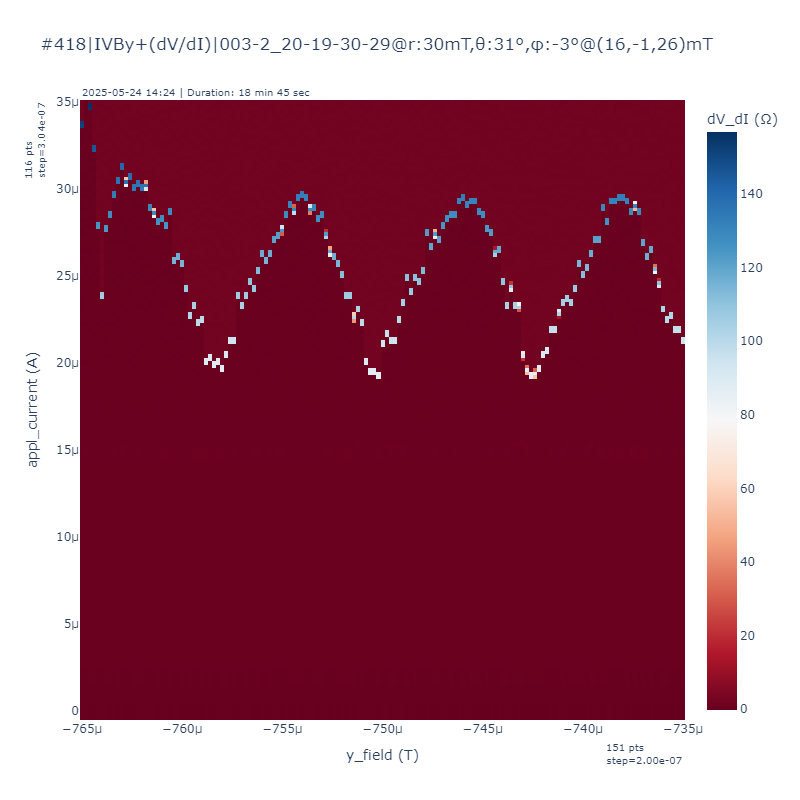 #418|IVBy+(dV/dI)|003-2_20-19-30-29@r:30mT,θ:31°,φ:-3°@(16,-1,26)mT
2025-05-24 14:24 | Duration: 18 min 45 sec
116 pts
step=3.04e-07
appl_current (A)
35μ
30μ
25μ
20μ
15μ
10μ
5μ
0
−765μ
−760μ
−755μ
−750μ
−745μ
−740μ
−735μ
y_field (T)
151 pts
step=2.00e-07
dV_dI (Ω)
140
120
100
80
60
40
20
0